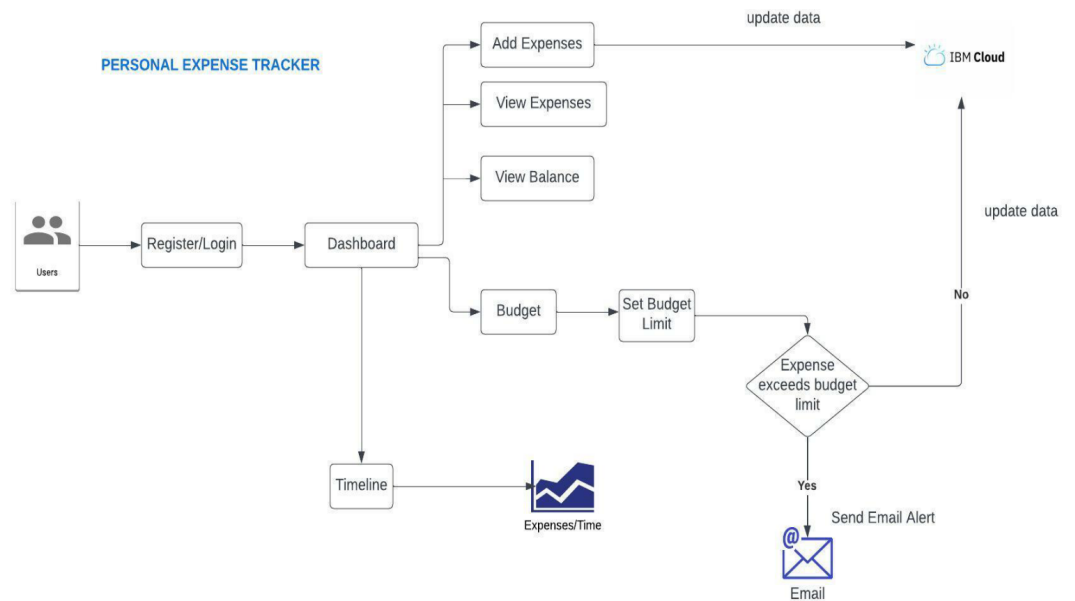 update data
Add Expenses
IBM Cloud
PERSONAL EXPENSE TRACKER
View Expenses
View Balance
update data
Register/Login
Dashboard
Users
No
Budget
Set Budget
Limit
Expense
exceeds budget
limit
Timeline
Yes
Expenses/Time
Send Email Alert
@
Email